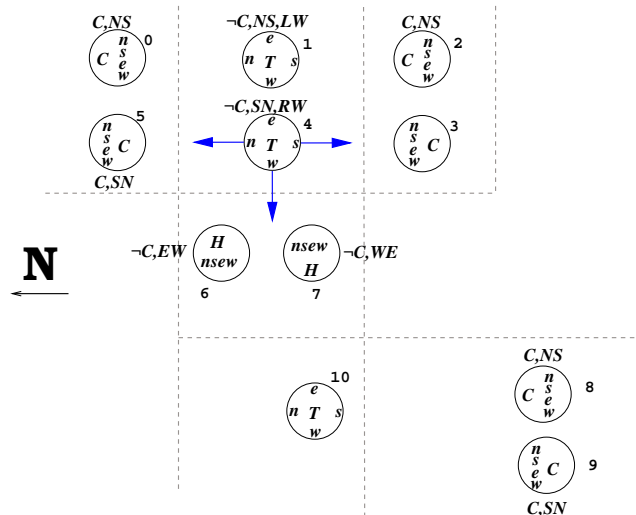 C,NS
0
C n s e w
¬C,NS,LW
1
e
n T s
w
C,NS
2
C n s e w
5
n s e w C
C,SN
¬C,SN,RW
4
e
n T s
w
3
n s e w C
N
¬C,EW
H
nsew
6
nsew
H
¬C,WE
7
10
e
n T s
w
C,NS
C n s e w
8
n s e w C
9
C,SN